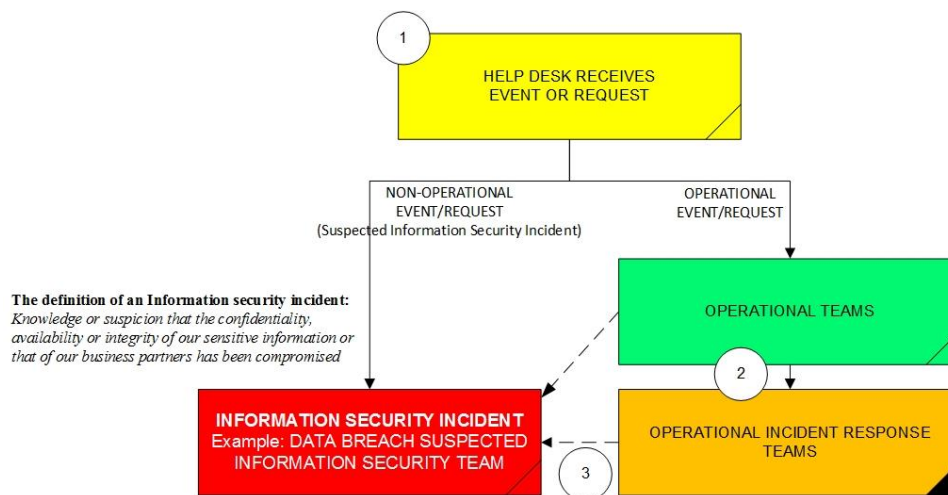 1
HELP DESK RECEIVES
EVENT OR REQUEST
NON-OPERATIONAL
EVENT/REQUEST
(Suspected Information Security Incident)
OPERATIONAL
EVENT/REQUEST
The definition of an Information security incident:
Knowledge or suspicion that the confidentiality,
availability or integrity of our sensitive information or
that of our business partners has been compromised
OPERATIONAL TEAMS
2
INFORMATION SECURITY INCIDENT
Example: DATA BREACH SUSPECTED
INFORMATION SECURITY TEAM
OPERATIONAL INCIDENT RESPONSE
TEAMS
3